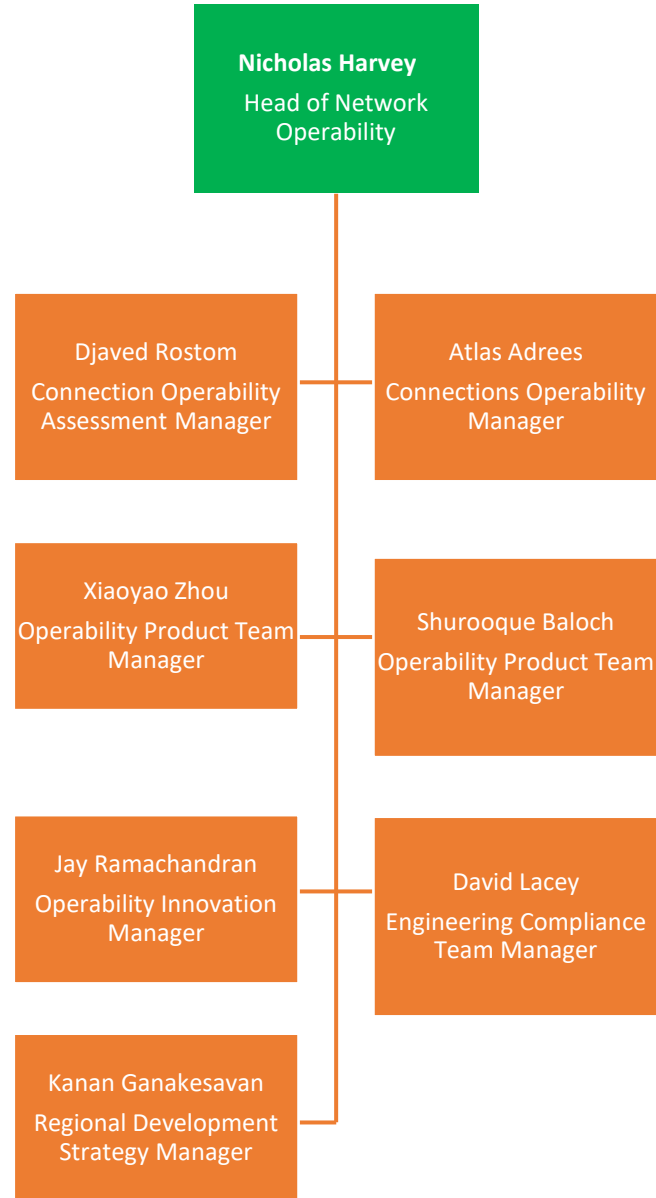 Nicholas Harvey
Head of Network
Operability
Djaved Rostom
Connection Operability
Assessment Manager
Atlas Adrees
Connections Operability
Manager
Xiaoyao Zhou
Operability Product Team
Manager
Shurooque Baloch
Operability Product Team
Manager
Jay Ramachandran
Operability Innovation
Manager
David Lacey
Engineering Compliance
Team Manager
Kanan Ganakesavan
Regional Development
Strategy Manager